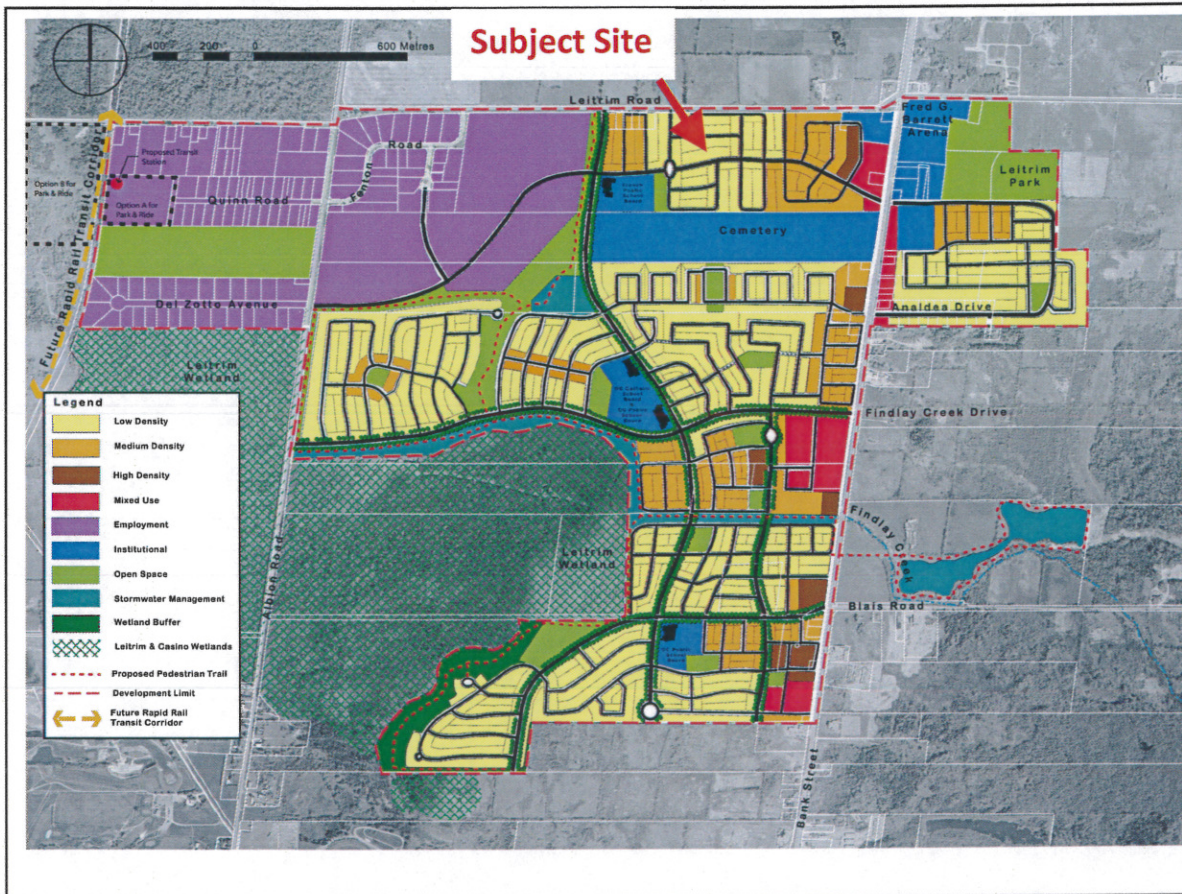 Subject Site
400
200
0
600 Metres
Leitrim Road
Fred G.
Barrett
Arena
Leitrim
Park
Future Rapid Rail Transit Corridor
Proposed Transit
Station
Option B for
Park & Ride
Option A for
Park & Ride
Quinn Road
Fenton
Road
Cemetery
Del Zotto Avenue
Analdea Drive
Leitrim
Wetland
Findlay Creek Drive
Findlay
Creek
Leitrim
Wetland
Blais Road
Albion Road
Bank Street
Legend
Low Density
Medium Density
High Density
Mixed Use
Employment
Institutional
Open Space
Stormwater Management
Wetland Buffer
Leitrim & Casino Wetlands
Proposed Pedestrian Trail
Development Limit
Future Rapid Rail
Transit Corridor